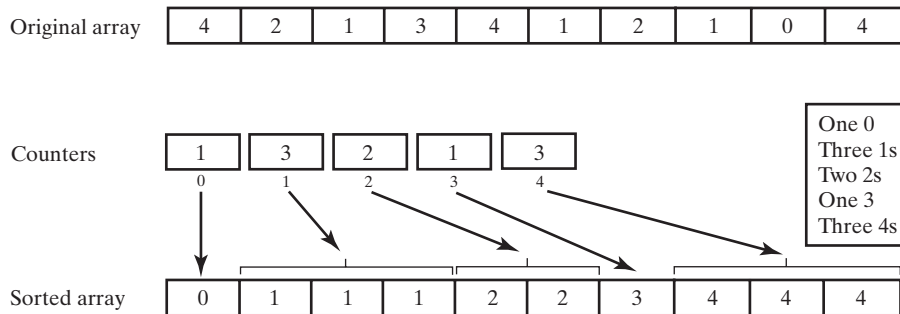 Original array 4 2 1 3 4 1 2 1 0 4
Counters 1 3 2 1 3
0 1 2 3 4
One 0
Three 1s
Two 2s
One 3
Three 4s
Sorted array 0 1 1 1 2 2 3 4 4 4